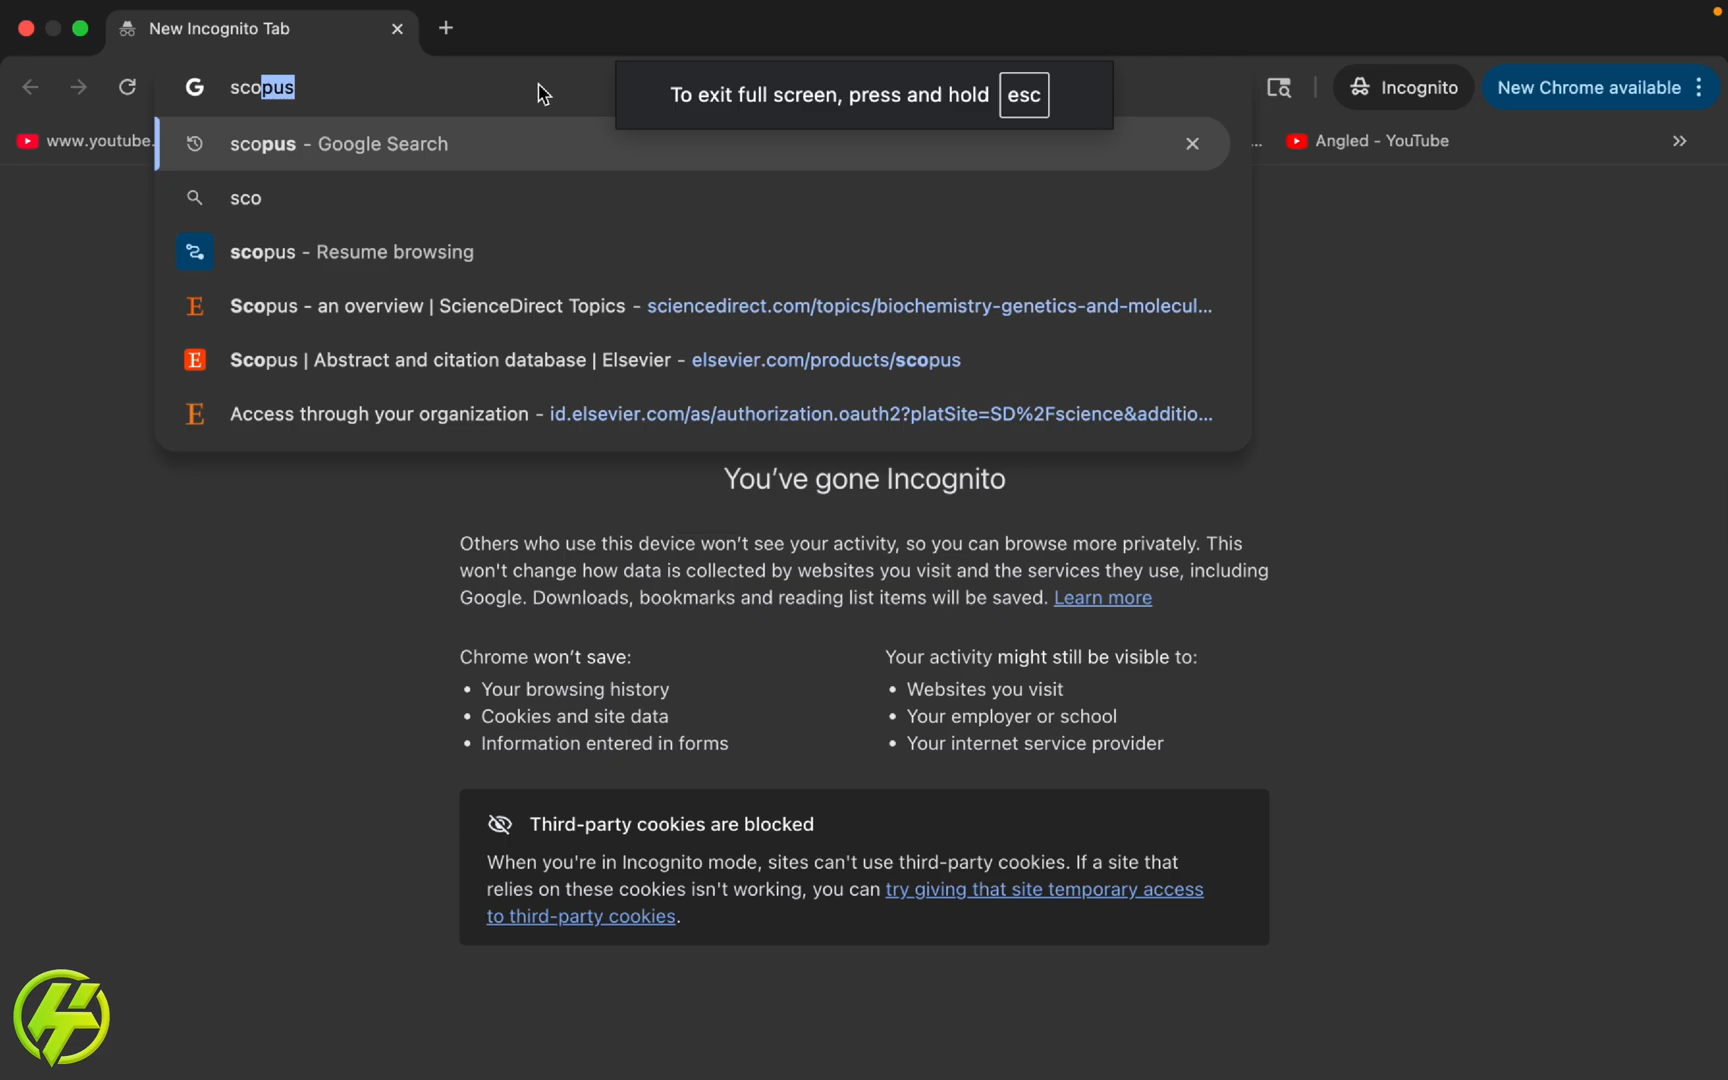 New Incognito Tab
scopus
To exit full screen, press and hold esc
Incognito
New Chrome available
www.youtube.
...
Angled - YouTube
scopus - Google Search
sco
scopus - Resume browsing
Scopus - an overview | ScienceDirect Topics - sciencedirect.com/topics/biochemistry-genetics-and-molecul...
Scopus | Abstract and citation database | Elsevier - elsevier.com/products/scopus
Access through your organization - id.elsevier.com/as/authorization.oauth2?platSite=SD%2Fscience&additio...
You've gone Incognito
Others who use this device won't see your activity, so you can browse more privately. This
won't change how data is collected by websites you visit and the services they use, including
Google. Downloads, bookmarks and reading list items will be saved. Learn more
Chrome won't save:
• Your browsing history
• Cookies and site data
• Information entered in forms
Your activity might still be visible to:
• Websites you visit
• Your employer or school
• Your internet service provider
Third-party cookies are blocked
When you're in Incognito mode, sites can't use third-party cookies. If a site that
relies on these cookies isn't working, you can try giving that site temporary access
to third-party cookies.